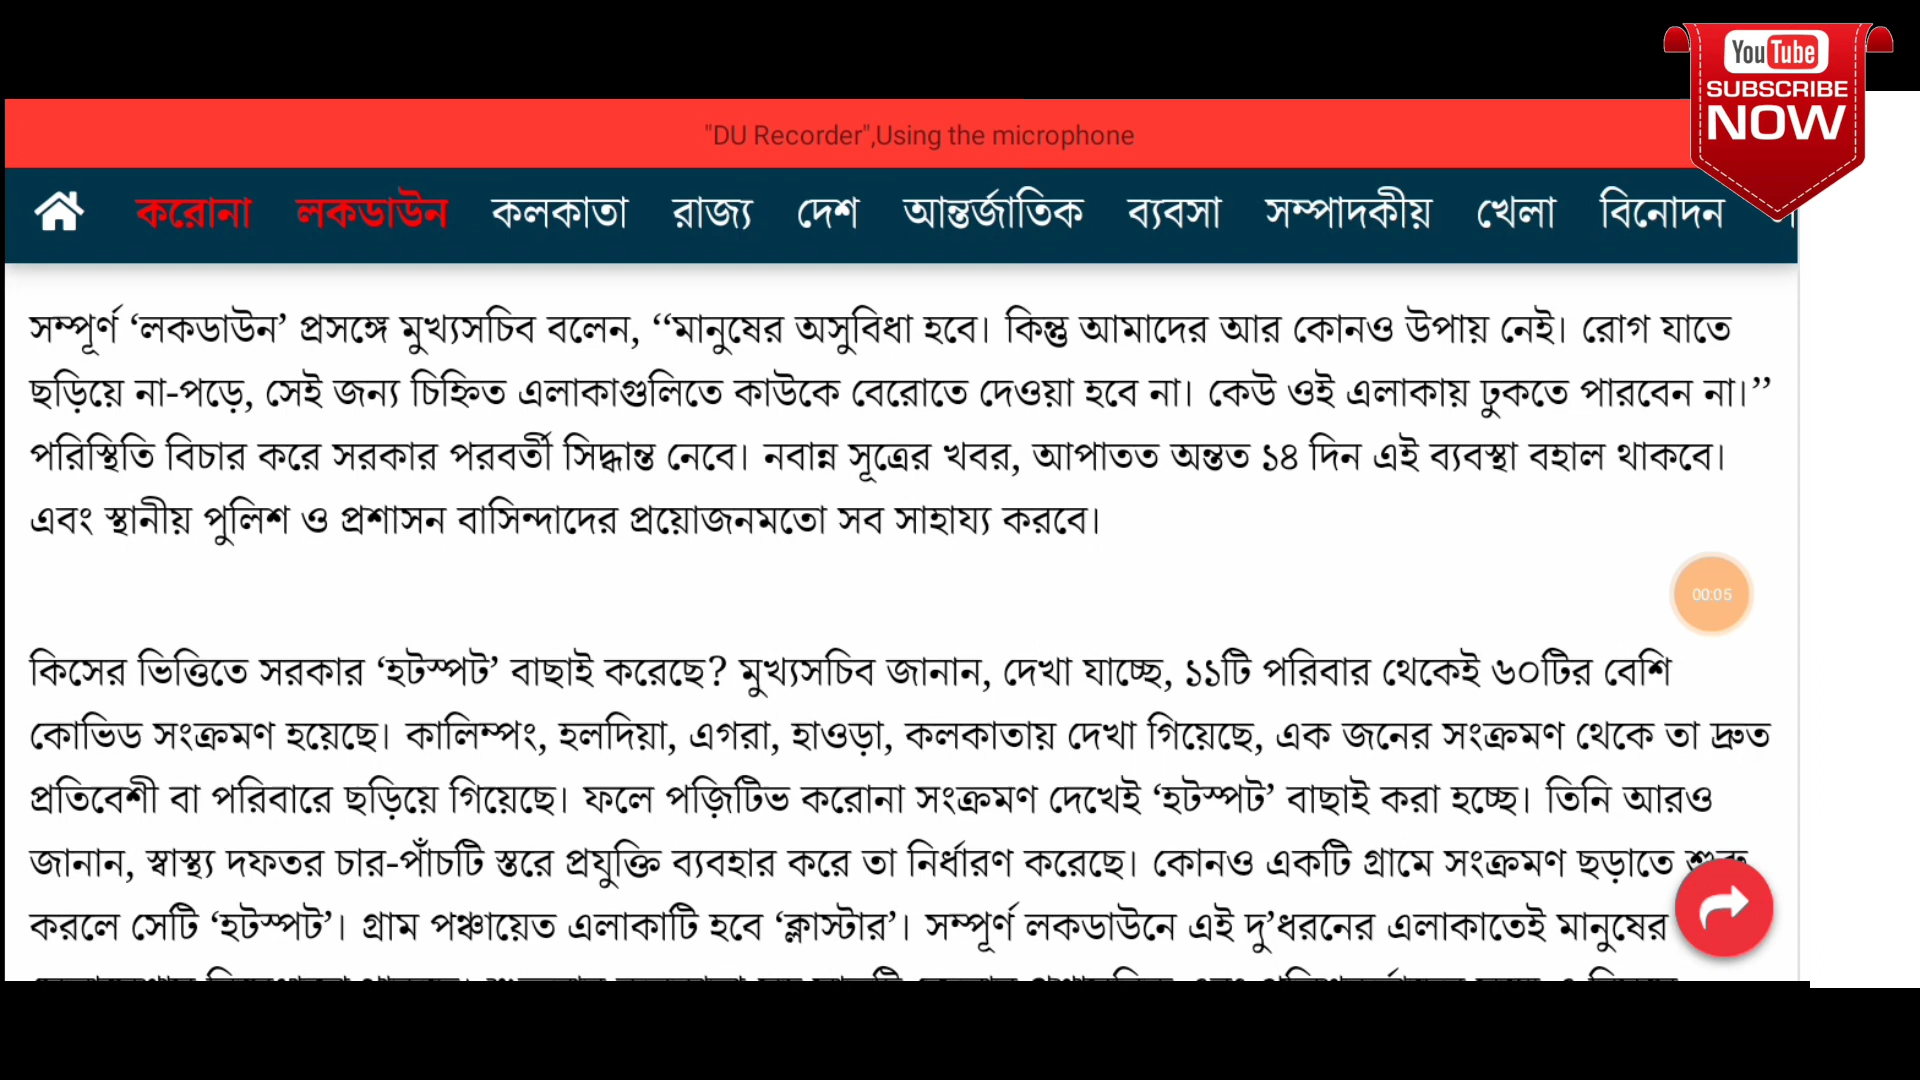 YouTube
SUBSCRIBE
NOW
"DU Recorder",Using the microphone
করোনা লকডাউন কলকাতা রাজ্য দেশ আন্তর্জাতিক ব্যবসা সম্পাদকীয় খেলা বিনোদন
সম্পূর্ণ ‘লকডাউন’ প্রসঙ্গে মুখ্যসচিব বলেন, ‘‘মানুষের অসুবিধা হবে। কিন্তু আমাদের আর কোনও উপায় নেই। রোগ যাতে
ছড়িয়ে না-পড়ে, সেই জন্য চিহ্নিত এলাকাগুলিতে কাউকে বেরোতে দেওয়া হবে না। কেউ ওই এলাকায় ঢুকতে পারবেন না।’’
পরিস্থিতি বিচার করে সরকার পরবর্তী সিদ্ধান্ত নেবে। নবান্ন সূত্রের খবর, আপাতত অন্তত ১৪ দিন এই ব্যবস্থা বহাল থাকবে।
এবং স্থানীয় পুলিশ ও প্রশাসন বাসিন্দাদের প্রয়োজনমতো সব সাহায্য করবে।
00:05
কিসের ভিত্তিতে সরকার ‘হটস্পট’ বাছাই করেছে? মুখ্যসচিব জানান, দেখা যাচ্ছে, ১১টি পরিবার থেকেই ৬০টির বেশি
কোভিড সংক্রমণ হয়েছে। কালিম্পং, হলদিয়া, এগরা, হাওড়া, কলকাতায় দেখা গিয়েছে, এক জনের সংক্রমণ থেকে তা দ্রুত
প্রতিবেশী বা পরিবারে ছড়িয়ে গিয়েছে। ফলে পজ়িটিভ করোনা সংক্রমণ দেখেই ‘হটস্পট’ বাছাই করা হচ্ছে। তিনি আরও
জানান, স্বাস্থ্য দফতর চার-পাঁচটি স্তরে প্রযুক্তি ব্যবহার করে তা নির্ধারণ করেছে। কোনও একটি গ্রামে সংক্রমণ ছড়াতে শুরু
করলে সেটি ‘হটস্পট’। গ্রাম পঞ্চায়েত এলাকাটি হবে ‘ক্লাস্টার’। সম্পূর্ণ লকডাউনে এই দু’ধরনের এলাকাতেই মানুষের